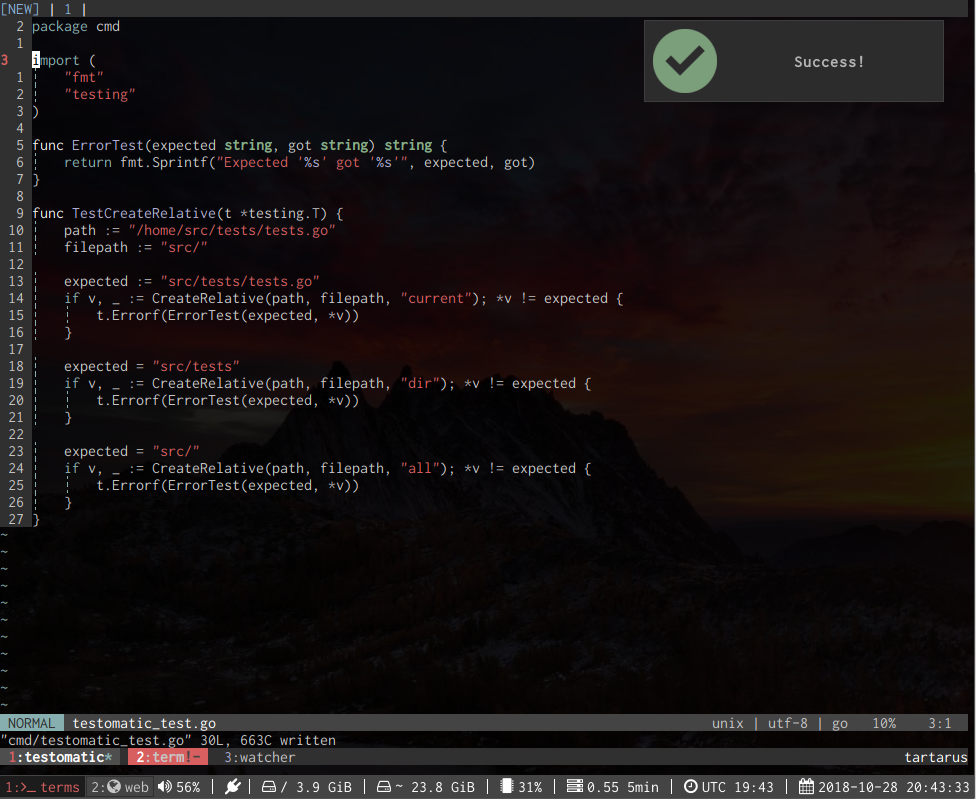 [NEW] | 1 |
2 package cmd
1
3 import (
1 "fmt"
2 "testing"
3 )
4
5 func ErrorTest(expected string, got string) string {
6 return fmt.Sprintf("Expected '%s' got '%s'", expected, got)
7 }
8
9 func TestCreateRelative(t *testing.T) {
10 path := "/home/src/tests/tests.go"
11 filepath := "src/"
12
13 expected := "src/tests/tests.go"
14 if v, _ := CreateRelative(path, filepath, "current"); *v != expected {
15 t.Errorf(ErrorTest(expected, *v))
16 }
17
18 expected = "src/tests"
19 if v, _ := CreateRelative(path, filepath, "dir"); *v != expected {
20 t.Errorf(ErrorTest(expected, *v))
21 }
22
23 expected = "src/"
24 if v, _ := CreateRelative(path, filepath, "all"); *v != expected {
25 t.Errorf(ErrorTest(expected, *v))
26 }
27 }
~
~
~
~
~
~
~
~
~
~
~
Success!
NORMAL testomatic_test.go unix | utf-8 | go 10% 3:1
"cmd/testomatic_test.go" 30L, 663C written
1:testomatic* 2:term!- 3:watcher tartarus
1:>_ terms 2: web 56% | | / 3.9 GiB | ~ 23.8 GiB | 31% | 0.55 5min | UTC 19:43 | 2018-10-28 20:43:33